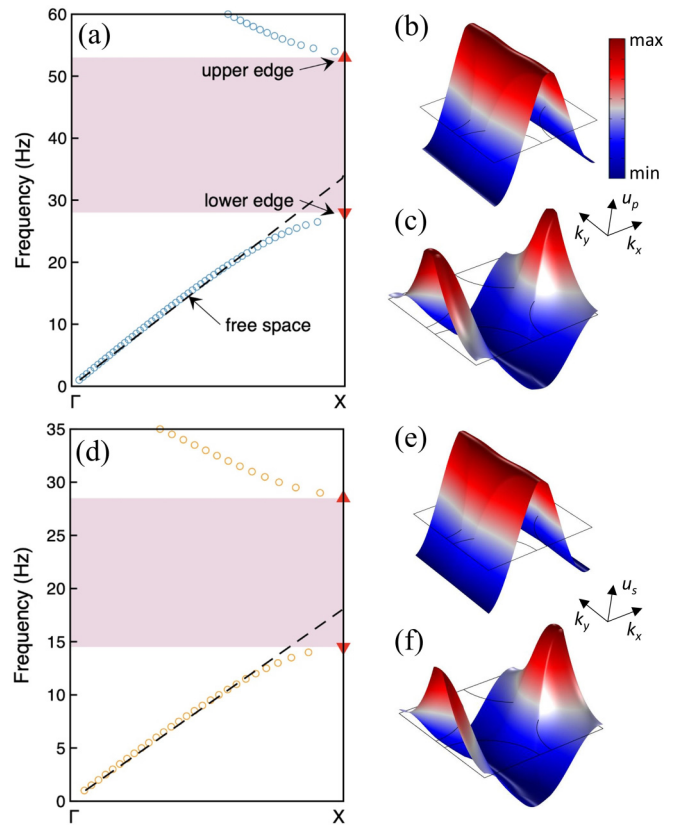 (a)
60
50
40
30
20
10
0
Frequency (Hz)
upper edge
lower edge
free space
Γ
X
(b)
max
min
u_p
k_y
k_x
(c)
(d)
35
30
25
20
15
10
5
0
Frequency (Hz)
Γ
X
(e)
u_s
k_y
k_x
(f)